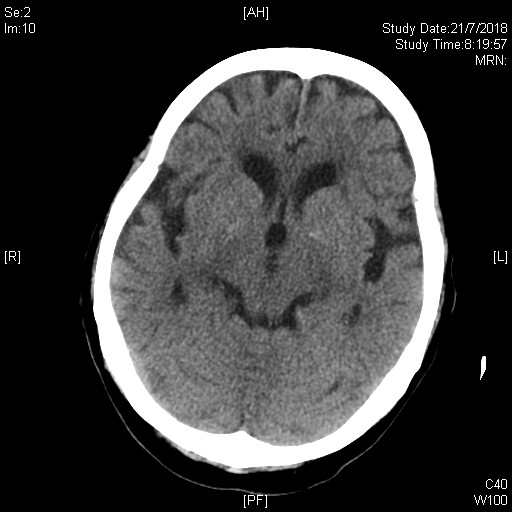 Se:2
Im:10
[AH]
Study Date:21/7/2018
Study Time:8:19:57
MRN:
[R]
[L]
[PF]
C40
W100